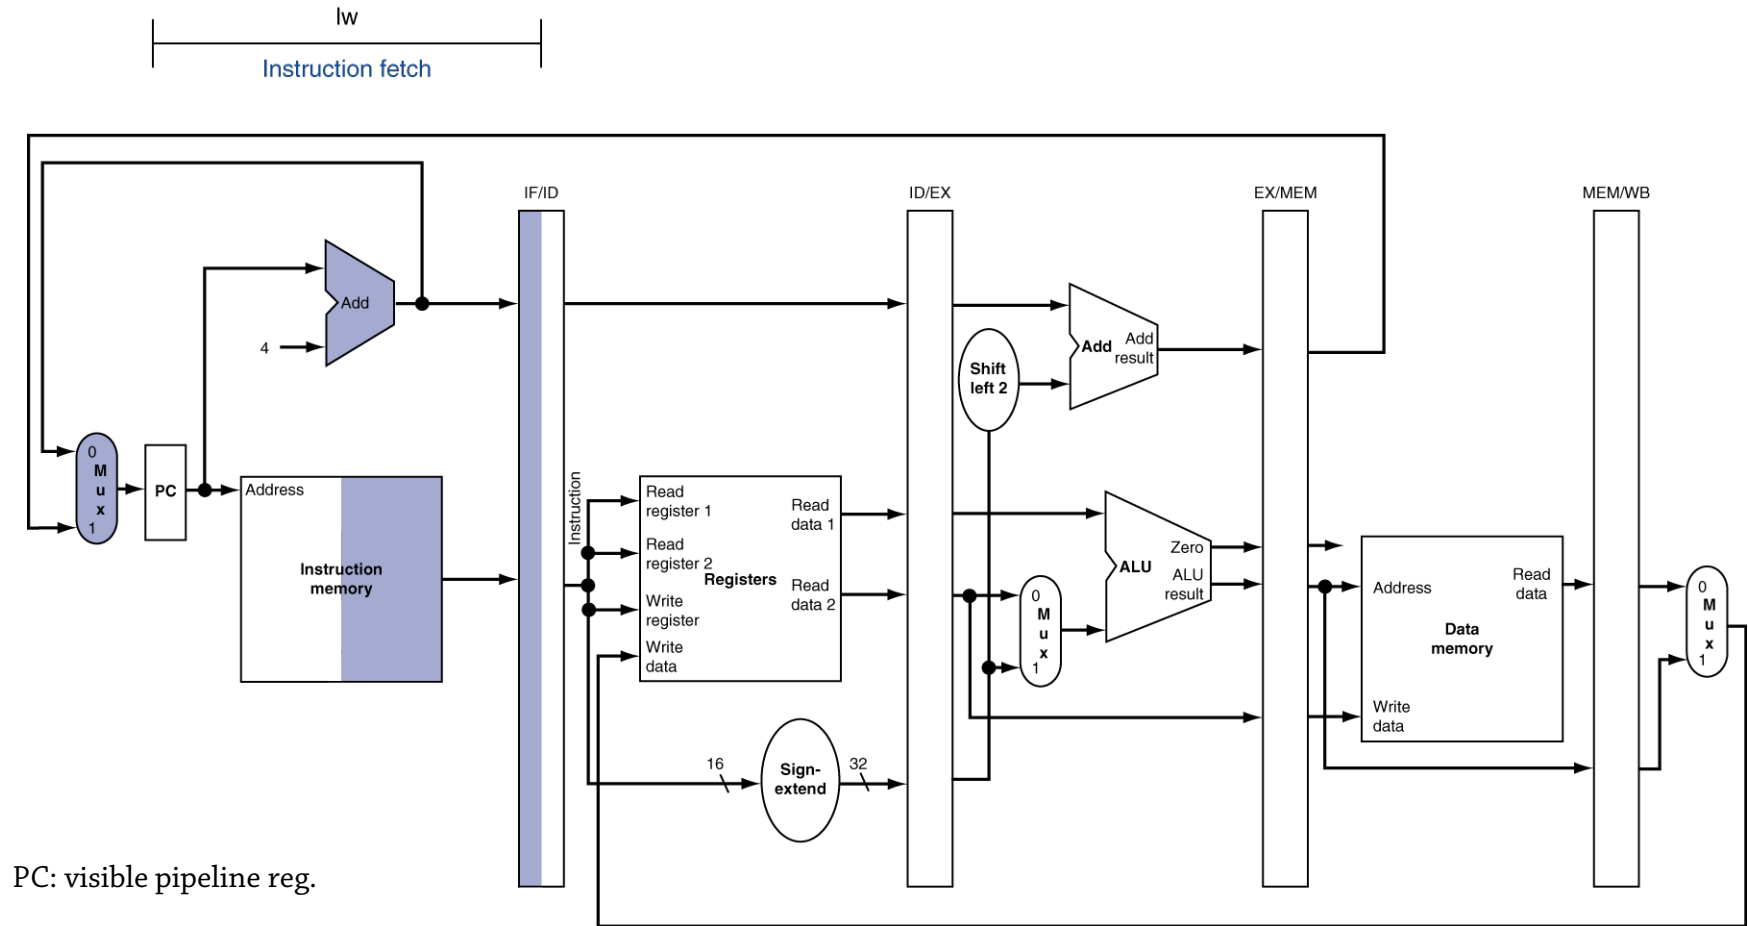 lw
Instruction fetch
IF/ID
ID/EX
EX/MEM
MEM/WB
Add
4
Add
Add
result
Shift
left 2
0
M
u
x
1
PC
Address
Instruction
memory
Instruction
Read
register 1
Read
register 2
Write
register
Write
data
Registers
Read
data 1
Read
data 2
0
M
u
x
1
Zero
ALU
ALU
result
Address
Read
data
Data
memory
Write
data
0
M
u
x
1
16
Sign-
extend
32
PC: visible pipeline reg.